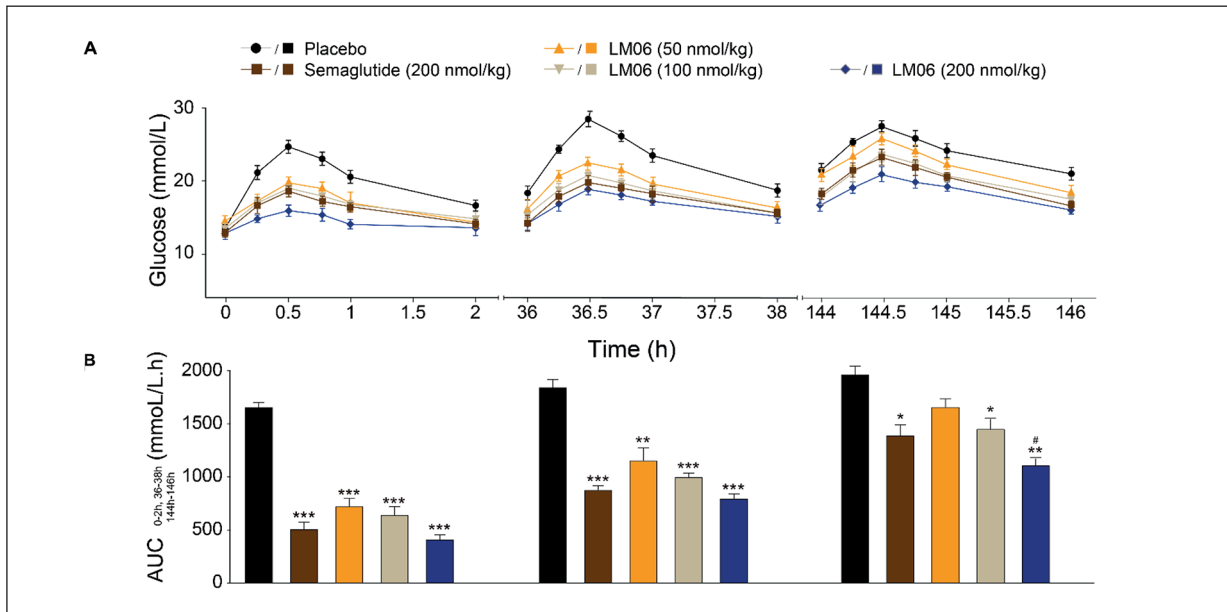 A
/ Placebo
/ LM06 (50 nmol/kg)
/ Semaglutide (200 nmol/kg)
/ LM06 (100 nmol/kg)
/ LM06 (200 nmol/kg)
Glucose (mmol/L)
30
20
10
0 0.5 1 1.5 2 36 36.5 37 37.5 38 144 144.5 145 145.5 146
Time (h)
B
AUC 0-2h, 36-38h 144h-146h (mmoL/L.h)
2000
1500
1000
500
0
*** *** *** ***
*** ** *** ***
* * # **